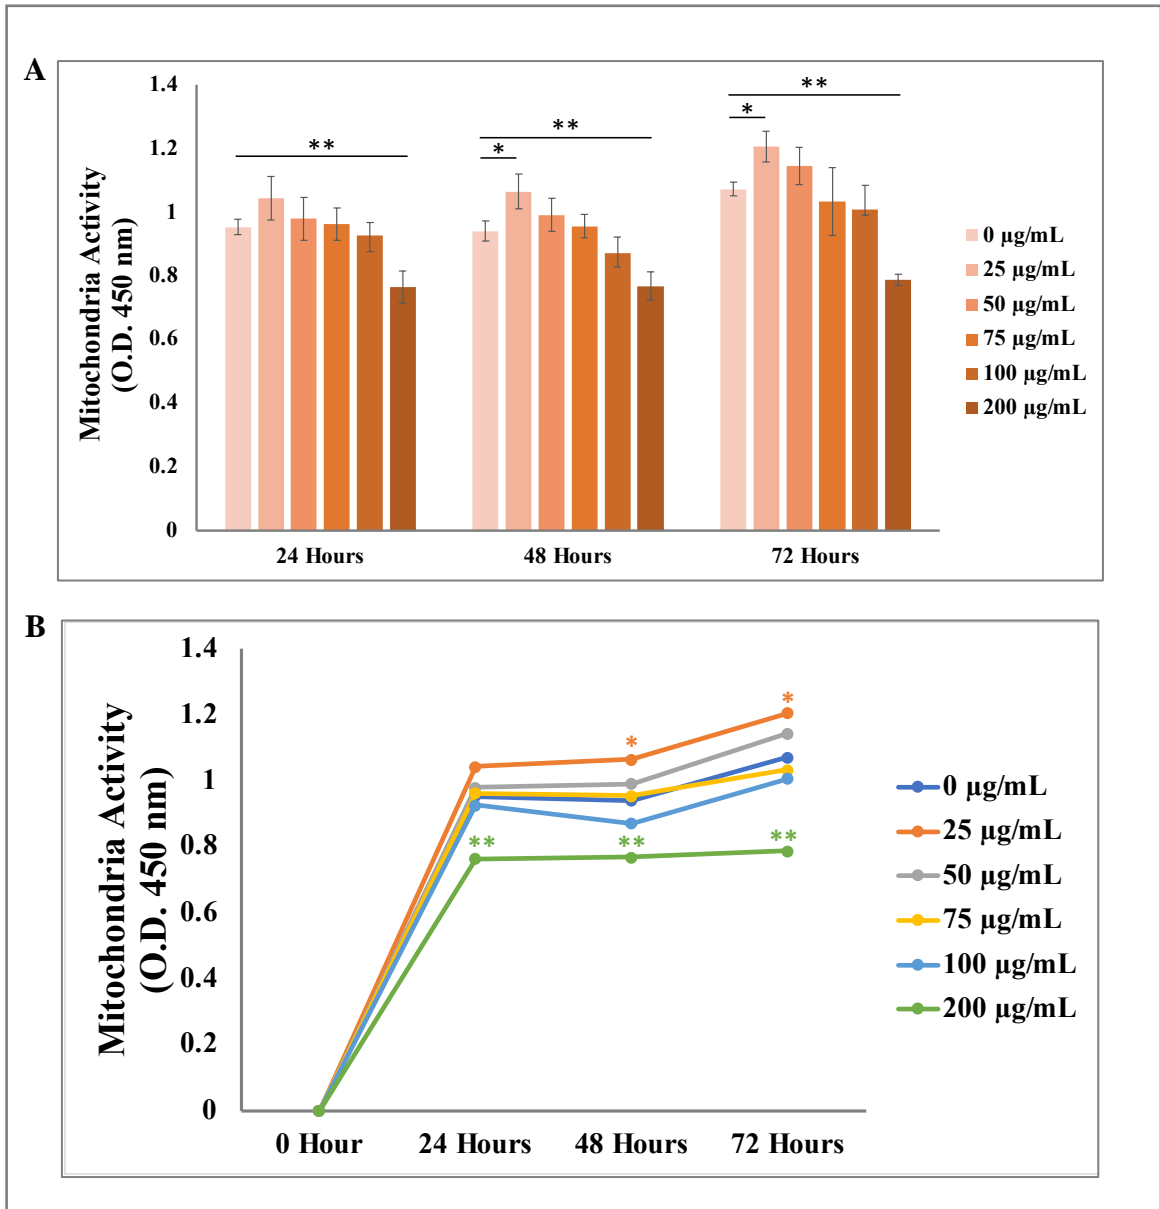 A
Mitochondria Activity
(O.D. 450 nm)
1.4
1.2
1
0.8
0.6
0.4
0.2
0
**
*
**
*
**
24 Hours
48 Hours
72 Hours
0 µg/mL
25 µg/mL
50 µg/mL
75 µg/mL
100 µg/mL
200 µg/mL
B
Mitochondria Activity
(O.D. 450 nm)
1.4
1.2
1
0.8
0.6
0.4
0.2
0
*
*
**
**
**
0 Hour
24 Hours
48 Hours
72 Hours
0 µg/mL
25 µg/mL
50 µg/mL
75 µg/mL
100 µg/mL
200 µg/mL